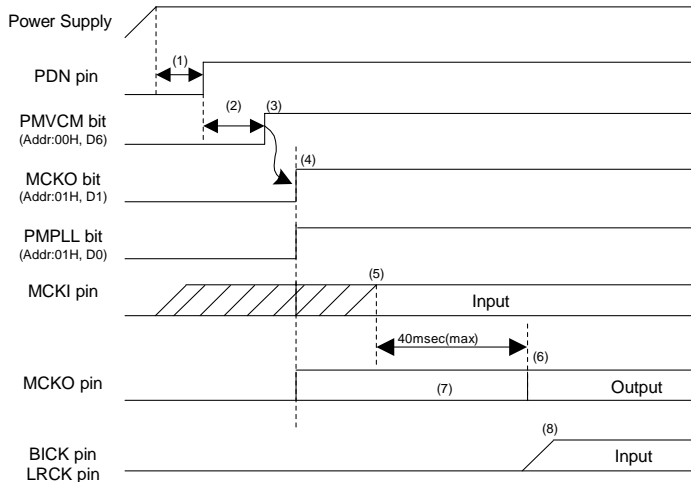 Power Supply
(1)
PDN pin
(2)
(3)
PMVCM bit
(Addr:00H, D6)
(4)
MCKO bit
(Addr:01H, D1)
PMPLL bit
(Addr:01H, D0)
(5)
MCKI pin
Input
40msec(max)
(6)
MCKO pin
(7)
Output
(8)
BICK pin
LRCK pin
Input